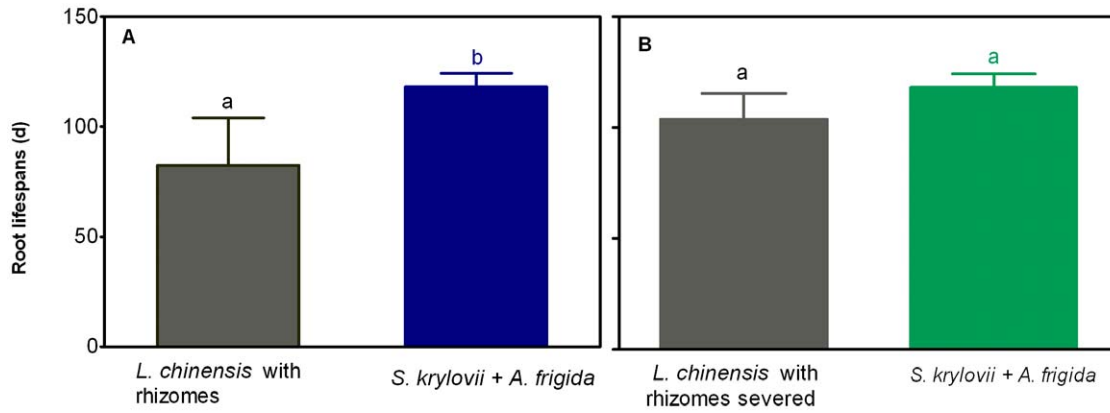 150
A
b
B
a
a
a
100
50
0
Root lifespans (d)
L. chinensis with
rhizomes
S. krylovii + A. frigida
L. chinensis with
rhizomes severed
S. krylovii + A. frigida